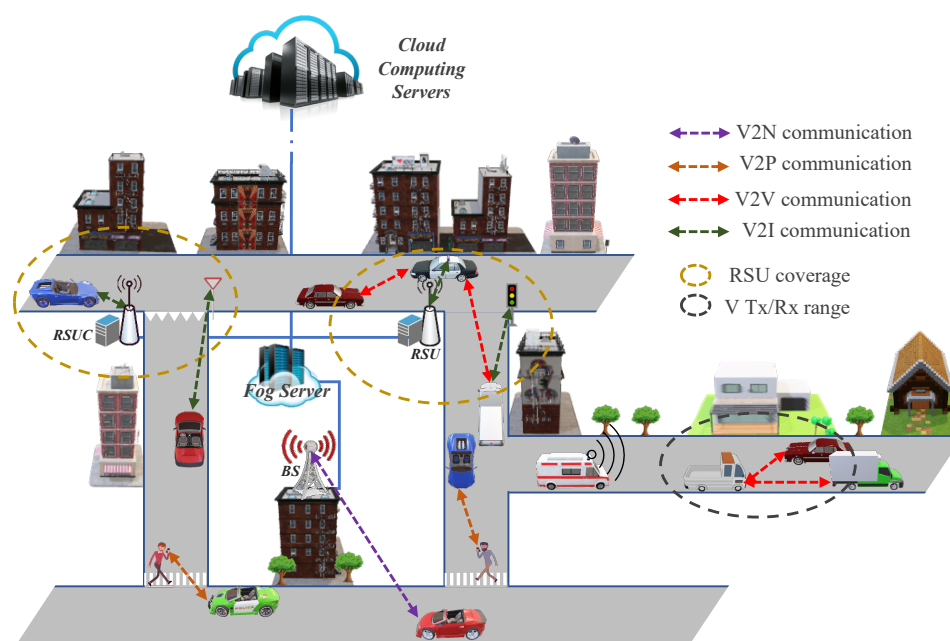 Cloud
Computing
Servers
V2N communication
V2P communication
V2V communication
V2I communication
RSU coverage
V Tx/Rx range
RSUC
RSU
Fog Server
BS
POLICE